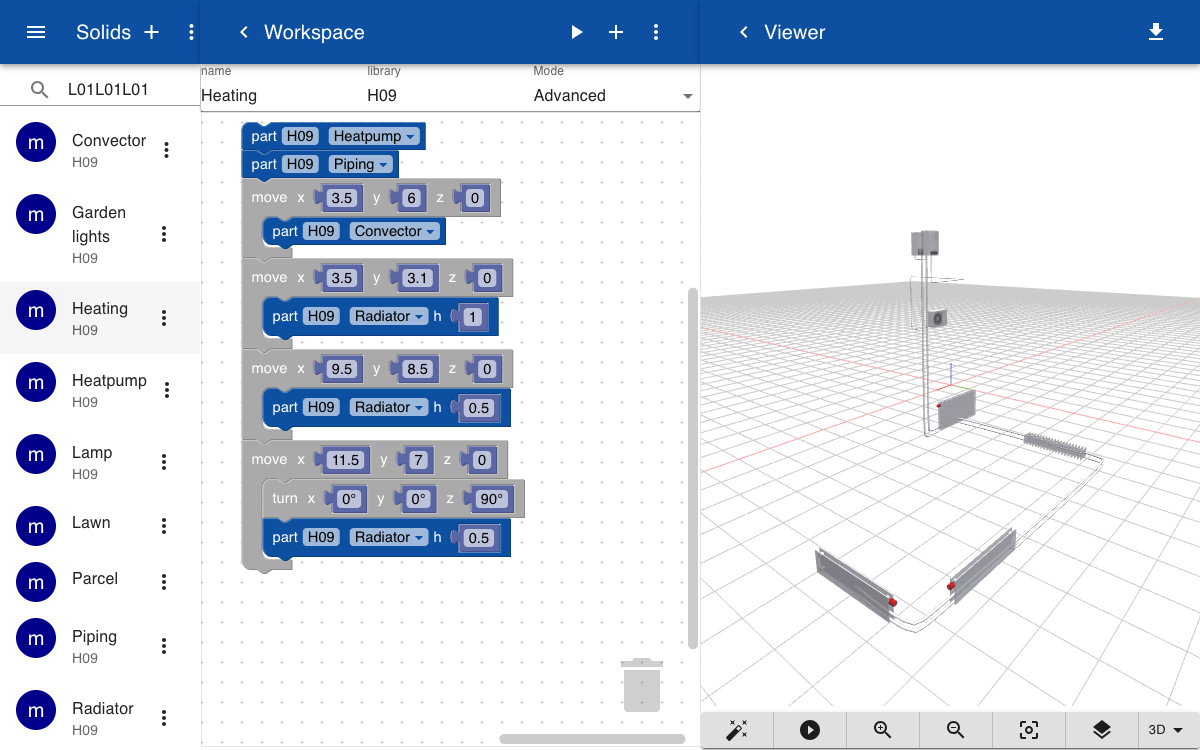 Solids
Workspace
Viewer
L01L01L01
m Convector
H09
m Garden
lights
H09
m Heating
H09
m Heatpump
H09
m Lamp
H09
m Lawn
m Parcel
m Piping
H09
m Radiator
H09
name library Mode
Heating H09 Advanced
part H09 Heatpump
part H09 Piping
move x 3.5 y 6 z 0
part H09 Convector
move x 3.5 y 3.1 z 0
part H09 Radiator h 1
move x 9.5 y 8.5 z 0
part H09 Radiator h 0.5
move x 11.5 y 7 z 0
turn x 0° y 0° z 90°
part H09 Radiator h 0.5
3D